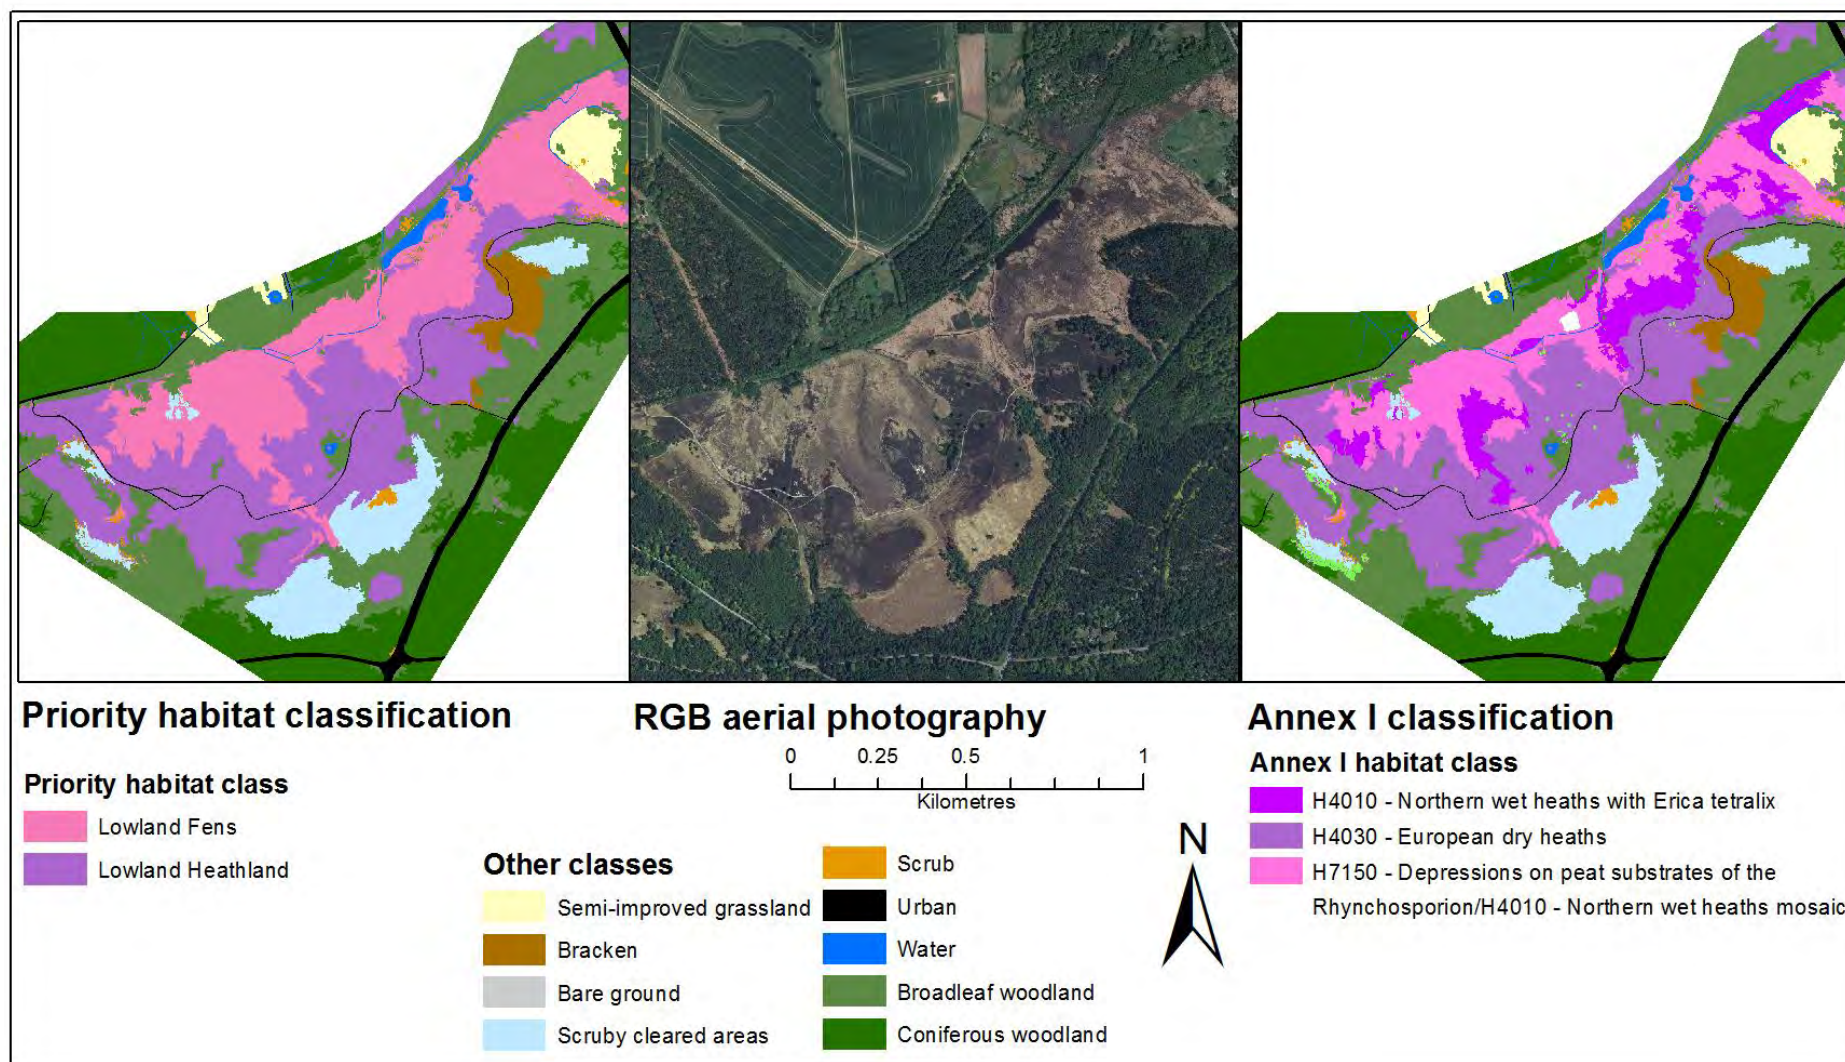 Priority habitat classification
Priority habitat class
Lowland Fens
Lowland Heathland
RGB aerial photography
0 0.25 0.5 1
Kilometres
N
Other classes
Semi-improved grassland
Bracken
Bare ground
Scruby cleared areas
Scrub
Urban
Water
Broadleaf woodland
Coniferous woodland
Annex I classification
Annex I habitat class
H4010 - Northern wet heaths with Erica tetralix
H4030 - European dry heaths
H7150 - Depressions on peat substrates of the
Rhynchosporion/H4010 - Northern wet heaths mosaic